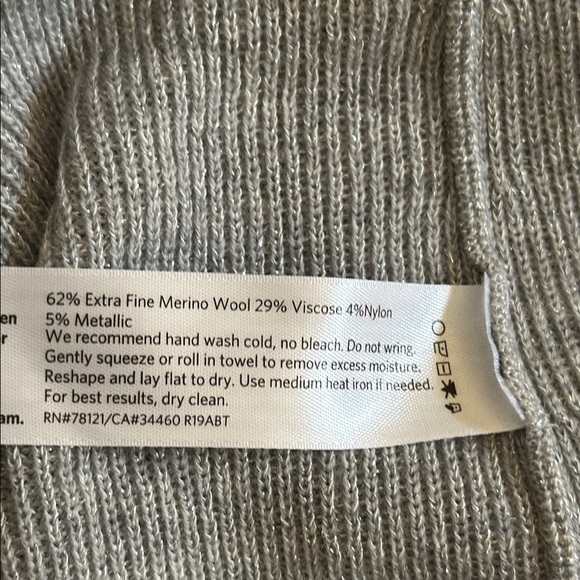 62% Extra Fine Merino Wool 29% Viscose 4%Nylon
en 5% Metallic
r We recommend hand wash cold, no bleach. Do not wring.
Gently squeeze or roll in towel to remove excess moisture.
Reshape and lay flat to dry. Use medium heat iron if needed.
For best results, dry clean.
am. RN#78121/CA#34460 R19ABT